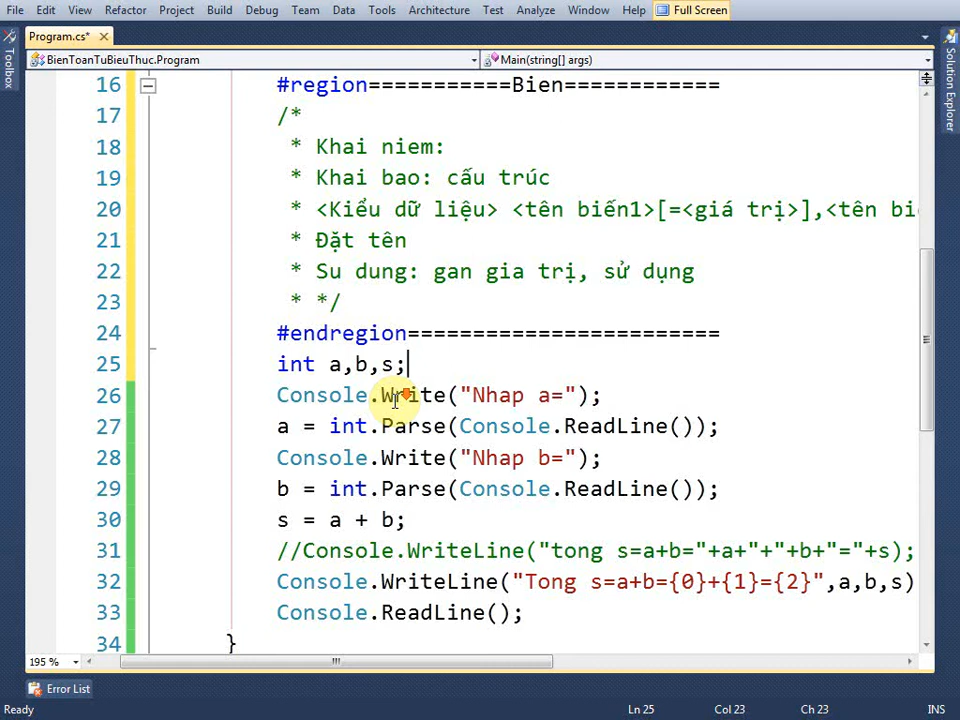 File Edit View Refactor Project Build Debug Team Data Tools Architecture Test Analyze Window Help Full Screen
Program.cs* ×
Toolbox
Solution Explorer
BienToanTuBieuThuc.Program Main(string[] args)
16 #region===========Bien============
17 /*
18 * Khai niem:
19 * Khai bao: cấu trúc
20 * <Kiểu dữ liệu> <tên biến1>[=<giá trị>],<tên bi
21 * Đặt tên
22 * Su dung: gan gia trị, sử dụng
23 * */
24 #endregion========================
25 int a,b,s;
26 Console.Write("Nhap a=");
27 a = int.Parse(Console.ReadLine());
28 Console.Write("Nhap b=");
29 b = int.Parse(Console.ReadLine());
30 s = a + b;
31 //Console.WriteLine("tong s=a+b="+a+"+"+b+"="+s);
32 Console.WriteLine("Tong s=a+b={0}+{1}={2}",a,b,s)
33 Console.ReadLine();
34 }
195 %
Error List
Ready Ln 25 Col 23 Ch 23 INS